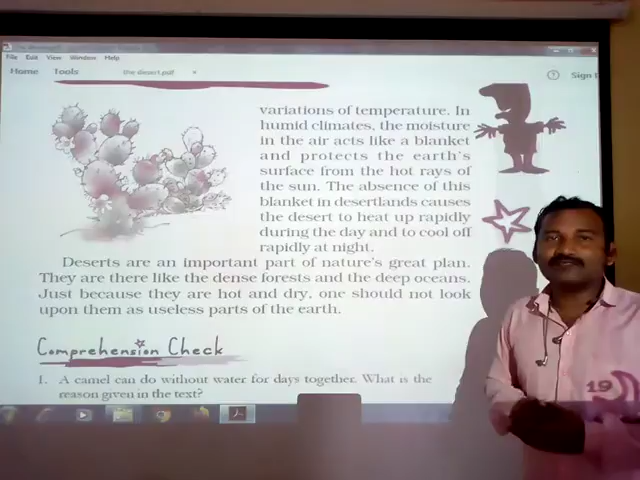 File Edit View Window Help
Home Tools the desert.pdf
Sign I
variations of temperature. In
humid climates, the moisture
in the air acts like a blanket
and protects the earth's
surface from the hot rays of
the sun. The absence of this
blanket in desertlands causes
the desert to heat up rapidly
during the day and to cool off
rapidly at night.
Deserts are an important part of nature's great plan.
They are there like the dense forests and the deep oceans.
Just because they are hot and dry, one should not look
upon them as useless parts of the earth.
Comprehension Check
1. A camel can do without water for days together. What is the
reason given in the text?
19